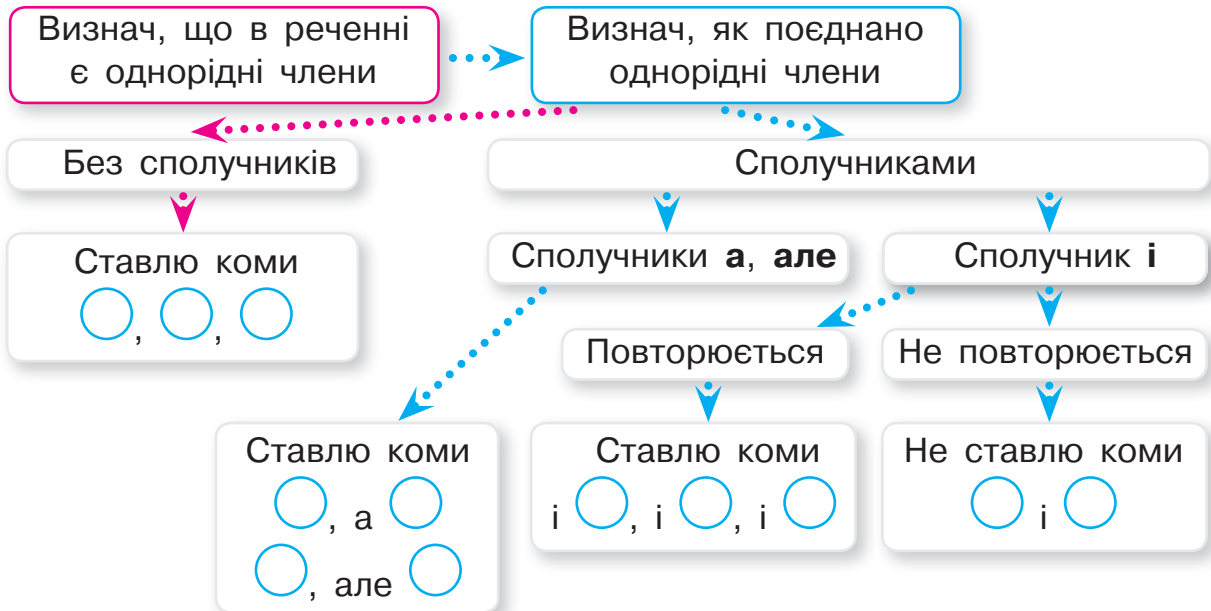 Визнач, що в реченні
є однорідні члени
Визнач, як поєднано
однорідні члени
Без сполучників
Сполучниками
Ставлю коми
, ,
Сполучники а, але
Сполучник і
Повторюється
Не повторюється
Ставлю коми
, а
, але
Ставлю коми
і , і , і
Не ставлю коми
і